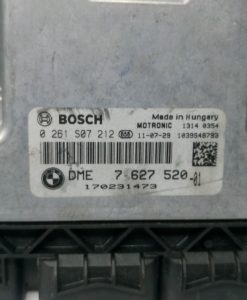 BOSCH Made in Hungary
MOTRONIC 1314 0354
0 261 S07 212 11-07-29 1039S48793
DME 7 627 520-01
170231473